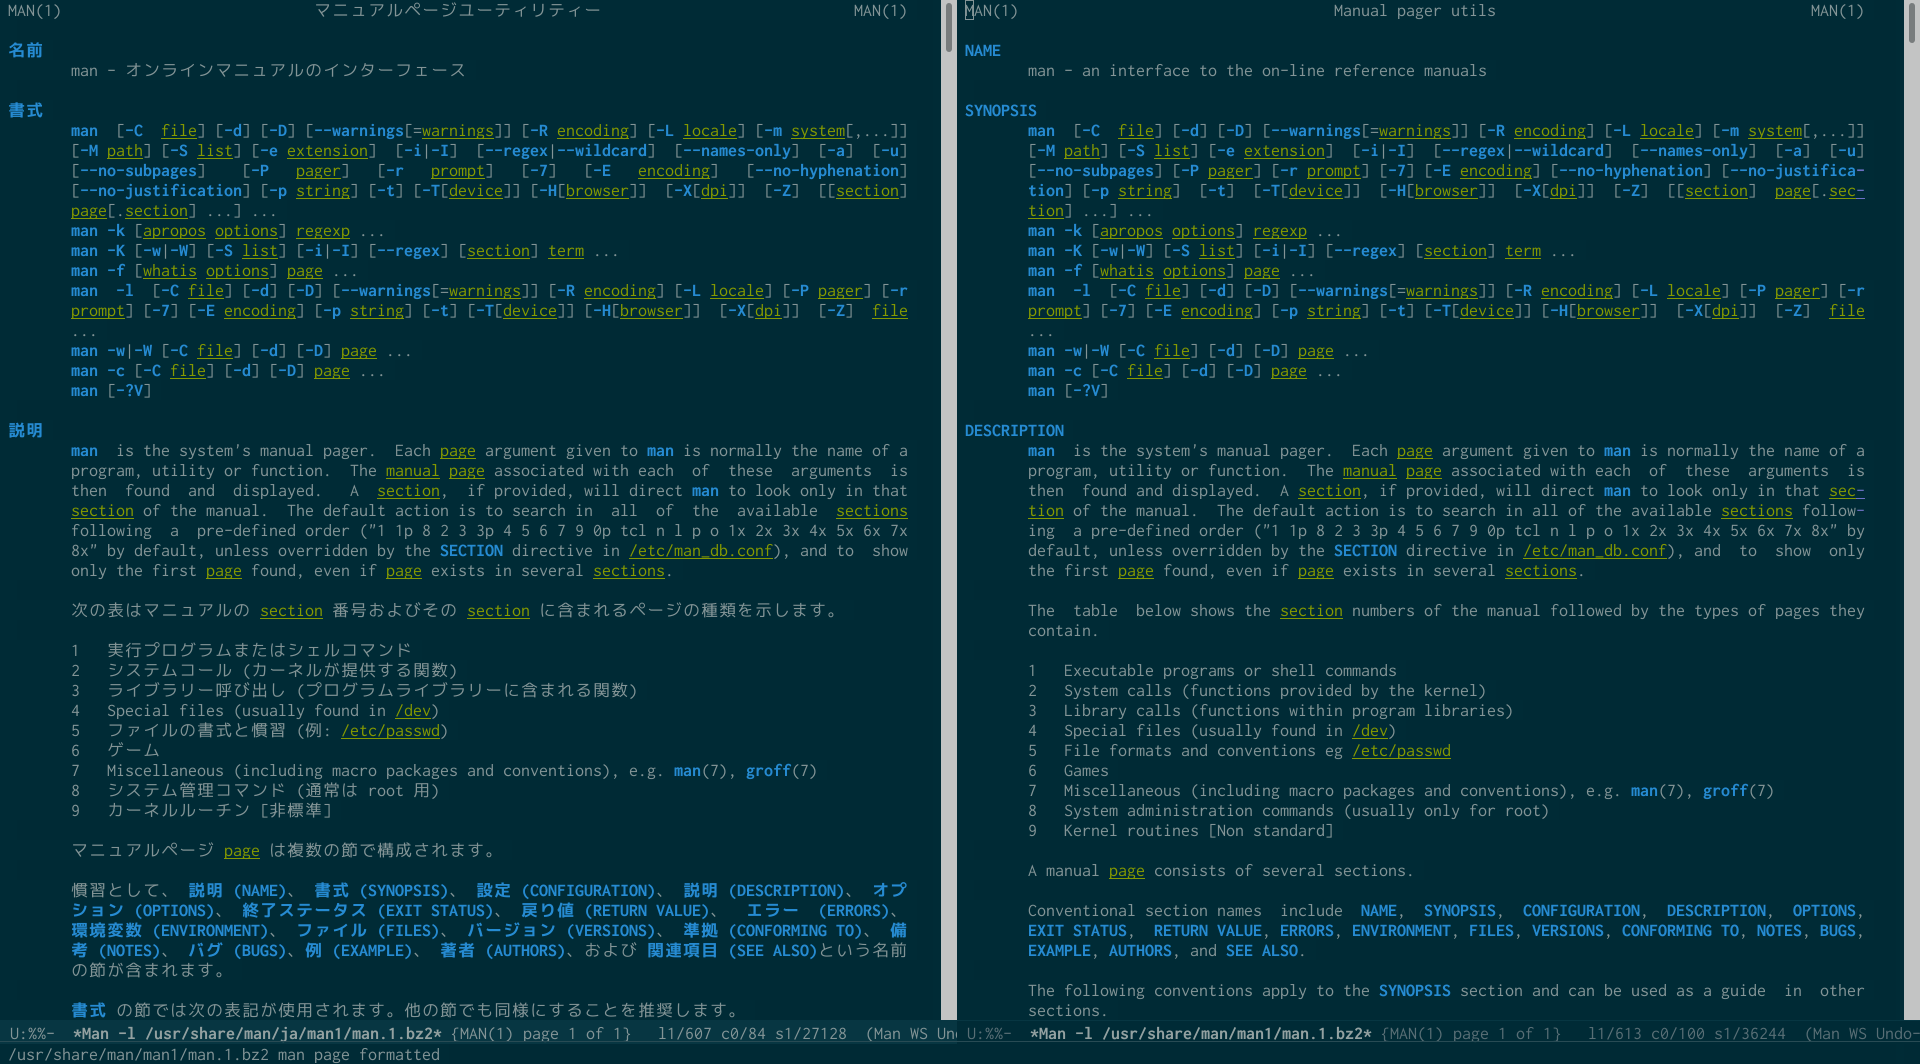 MAN(1) マニュアルページユーティリティー MAN(1)
名前
man - オンラインマニュアルのインターフェース
書式
man [-C file] [-d] [-D] [--warnings[=warnings]] [-R encoding] [-L locale] [-m system[,...]]
[-M path] [-S list] [-e extension] [-i|-I] [--regex|--wildcard] [--names-only] [-a] [-u]
[--no-subpages] [-P pager] [-r prompt] [-7] [-E encoding] [--no-hyphenation]
[--no-justification] [-p string] [-t] [-T[device]] [-H[browser]] [-X[dpi]] [-Z] [[section]
page[.section] ...] ...
man -k [apropos options] regexp ...
man -K [-w|-W] [-S list] [-i|-I] [--regex] [section] term ...
man -f [whatis options] page ...
man -l [-C file] [-d] [-D] [--warnings[=warnings]] [-R encoding] [-L locale] [-P pager] [-r
prompt] [-7] [-E encoding] [-p string] [-t] [-T[device]] [-H[browser]] [-X[dpi]] [-Z] file
...
man -w|-W [-C file] [-d] [-D] page ...
man -c [-C file] [-d] [-D] page ...
man [-?V]
説明
man is the system's manual pager. Each page argument given to man is normally the name of a
program, utility or function. The manual page associated with each of these arguments is
then found and displayed. A section, if provided, will direct man to look only in that
section of the manual. The default action is to search in all of the available sections
following a pre-defined order ("1 1p 8 2 3 3p 4 5 6 7 9 0p tcl n l p o 1x 2x 3x 4x 5x 6x 7x
8x" by default, unless overridden by the SECTION directive in /etc/man_db.conf), and to show
only the first page found, even if page exists in several sections.
次の表はマニュアルの section 番号およびその section に含まれるページの種類を示します。
1 実行プログラムまたはシェルコマンド
2 システムコール (カーネルが提供する関数)
3 ライブラリー呼び出し (プログラムライブラリーに含まれる関数)
4 Special files (usually found in /dev)
5 ファイルの書式と慣習 (例: /etc/passwd)
6 ゲーム
7 Miscellaneous (including macro packages and conventions), e.g. man(7), groff(7)
8 システム管理コマンド (通常は root 用)
9 カーネルルーチン [非標準]
マニュアルページ page は複数の節で構成されます。
慣習として、 説明 (NAME)、 書式 (SYNOPSIS)、 設定 (CONFIGURATION)、 説明 (DESCRIPTION)、 オプ
ション (OPTIONS)、 終了ステータス (EXIT STATUS)、 戻り値 (RETURN VALUE)、 エラー (ERRORS)、
環境変数 (ENVIRONMENT)、 ファイル (FILES)、 バージョン (VERSIONS)、 準拠 (CONFORMING TO)、 備
考 (NOTES)、 バグ (BUGS)、例 (EXAMPLE)、 著者 (AUTHORS)、および 関連項目 (SEE ALSO)という名前
の節が含まれます。
書式 の節では次の表記が使用されます。他の節でも同様にすることを推奨します。
U:%%- *Man -l /usr/share/man/ja/man1/man.1.bz2* {MAN(1) page 1 of 1} l1/607 c0/84 s1/27128 (Man WS Und
MAN(1) Manual pager utils MAN(1)
NAME
man - an interface to the on-line reference manuals
SYNOPSIS
man [-C file] [-d] [-D] [--warnings[=warnings]] [-R encoding] [-L locale] [-m system[,...]]
[-M path] [-S list] [-e extension] [-i|-I] [--regex|--wildcard] [--names-only] [-a] [-u]
[--no-subpages] [-P pager] [-r prompt] [-7] [-E encoding] [--no-hyphenation] [--no-justifica-
tion] [-p string] [-t] [-T[device]] [-H[browser]] [-X[dpi]] [-Z] [[section] page[.sec-
tion] ...] ...
man -k [apropos options] regexp ...
man -K [-w|-W] [-S list] [-i|-I] [--regex] [section] term ...
man -f [whatis options] page ...
man -l [-C file] [-d] [-D] [--warnings[=warnings]] [-R encoding] [-L locale] [-P pager] [-r
prompt] [-7] [-E encoding] [-p string] [-t] [-T[device]] [-H[browser]] [-X[dpi]] [-Z] file
...
man -w|-W [-C file] [-d] [-D] page ...
man -c [-C file] [-d] [-D] page ...
man [-?V]
DESCRIPTION
man is the system's manual pager. Each page argument given to man is normally the name of a
program, utility or function. The manual page associated with each of these arguments is
then found and displayed. A section, if provided, will direct man to look only in that sec-
tion of the manual. The default action is to search in all of the available sections follow-
ing a pre-defined order ("1 1p 8 2 3 3p 4 5 6 7 9 0p tcl n l p o 1x 2x 3x 4x 5x 6x 7x 8x" by
default, unless overridden by the SECTION directive in /etc/man_db.conf), and to show only
the first page found, even if page exists in several sections.
The table below shows the section numbers of the manual followed by the types of pages they
contain.
1 Executable programs or shell commands
2 System calls (functions provided by the kernel)
3 Library calls (functions within program libraries)
4 Special files (usually found in /dev)
5 File formats and conventions eg /etc/passwd
6 Games
7 Miscellaneous (including macro packages and conventions), e.g. man(7), groff(7)
8 System administration commands (usually only for root)
9 Kernel routines [Non standard]
A manual page consists of several sections.
Conventional section names include NAME, SYNOPSIS, CONFIGURATION, DESCRIPTION, OPTIONS,
EXIT STATUS, RETURN VALUE, ERRORS, ENVIRONMENT, FILES, VERSIONS, CONFORMING TO, NOTES, BUGS,
EXAMPLE, AUTHORS, and SEE ALSO.
The following conventions apply to the SYNOPSIS section and can be used as a guide in other
sections.
U:%%- *Man -l /usr/share/man/man1/man.1.bz2* {MAN(1) page 1 of 1} l1/613 c0/100 s1/36244 (Man WS Undo-
/usr/share/man/man1/man.1.bz2 man page formatted